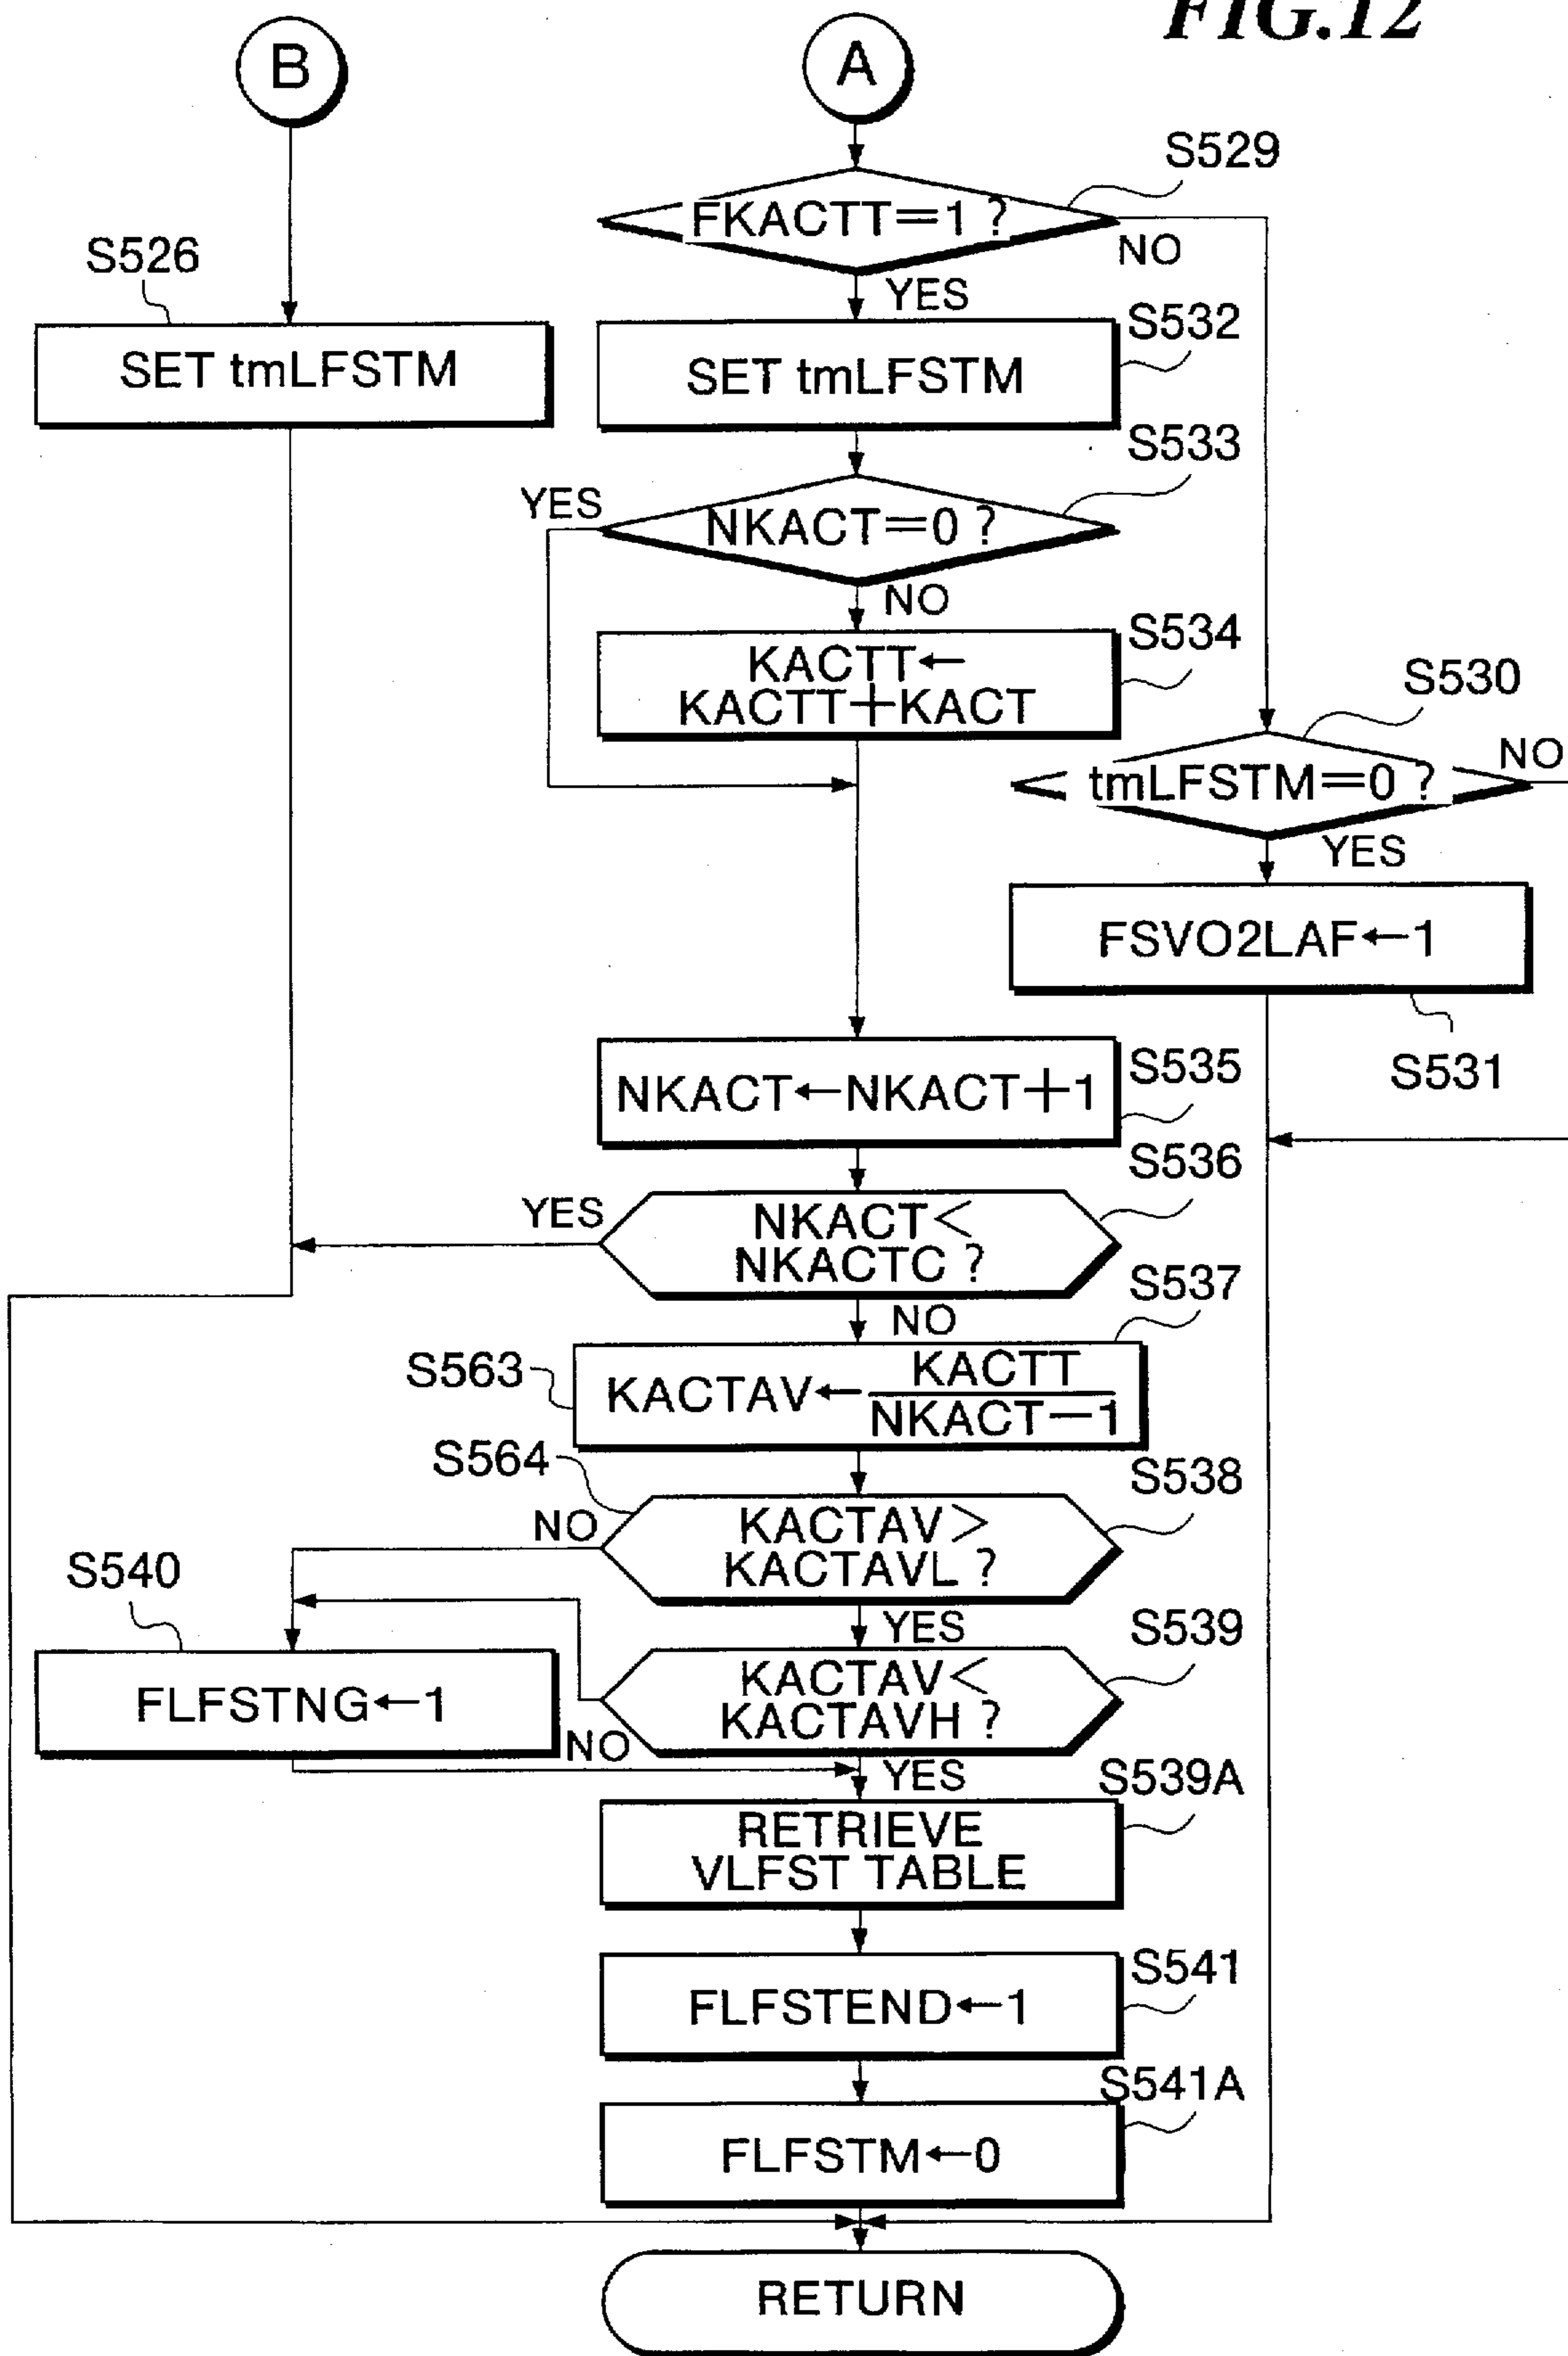 FIG.12
B
A
S529
FKACTT=1 ?
NO
S526
YES
S532
SET tmLFSTM
SET tmLFSTM
S533
YES
NKACT=0 ?
NO
S534
KACTT←
KACTT+KACT
S530
NO
tmLFSTM=0 ?
YES
FSVO2LAF←1
S531
S535
NKACT←NKACT+1
S536
YES
NKACT<
NKACTC ?
S537
NO
S563
KACTAV← KACTT
NKACT-1
S564
S538
NO
KACTAV>
KACTAVL ?
S540
YES
S539
KACTAV<
KACTAVH ?
FLFSTNG←1
NO
YES
S539A
RETRIEVE
VLFST TABLE
S541
FLFSTEND←1
S541A
FLFSTM←0
RETURN